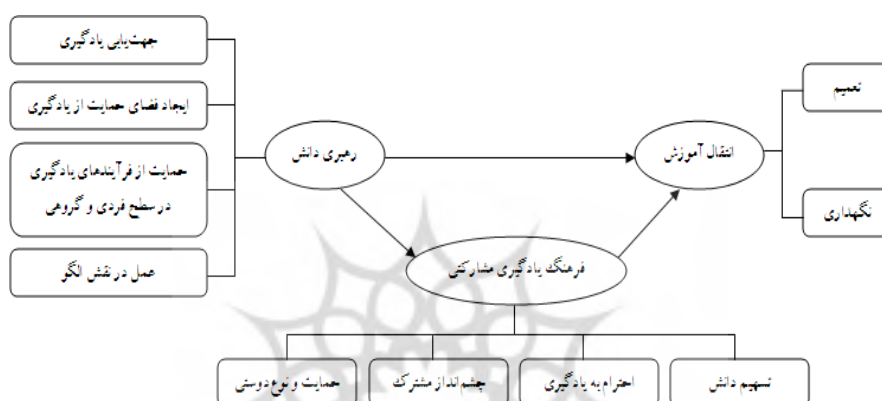 جهت‌یابی یادگیری
ایجاد فضای حمایت از یادگیری
حمایت از فرآیندهای یادگیری
در سطح فردی و گروهی
عمل در نقش الگو
رهبری دانش
انتقال آموزش
تعمیم
نگهداری
فرهنگ یادگیری مشارکتی
تسهیم دانش
احترام به یادگیری
چشم‌انداز مشترک
حمایت و نوع‌دوستی